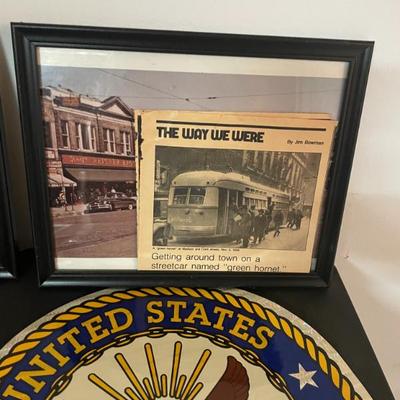 THE WAY WE WERE
By Jim Bowman
Getting around town on a
streetcar named "green hornet."
UNITED STATES